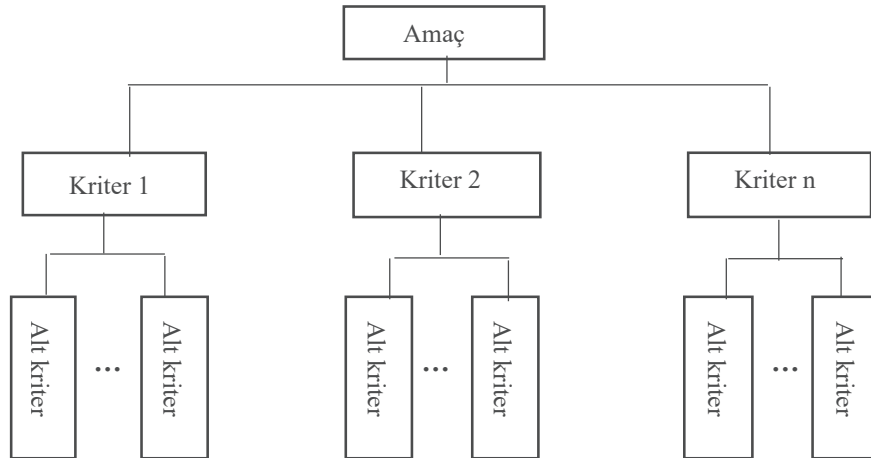 Amaç
Kriter 1
Kriter 2
Kriter n
Alt kriter
...
Alt kriter
Alt kriter
...
Alt kriter
Alt kriter
...
Alt kriter